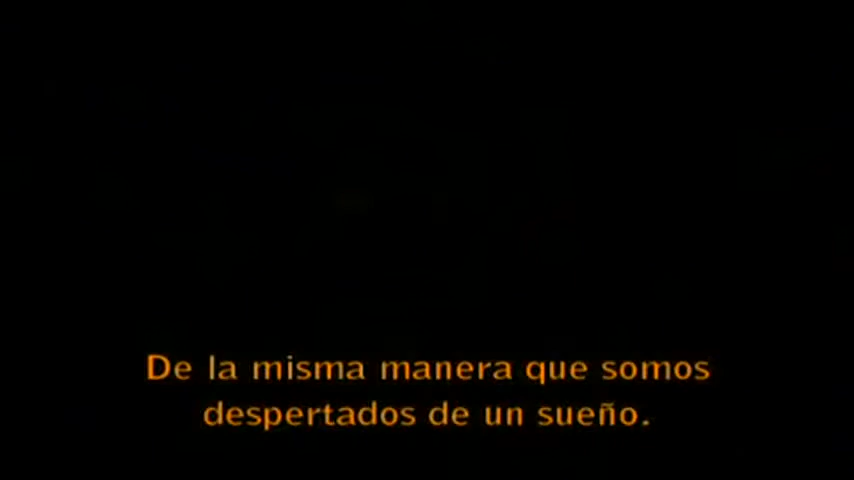 De la misma manera que somos
despertados de un sueño.